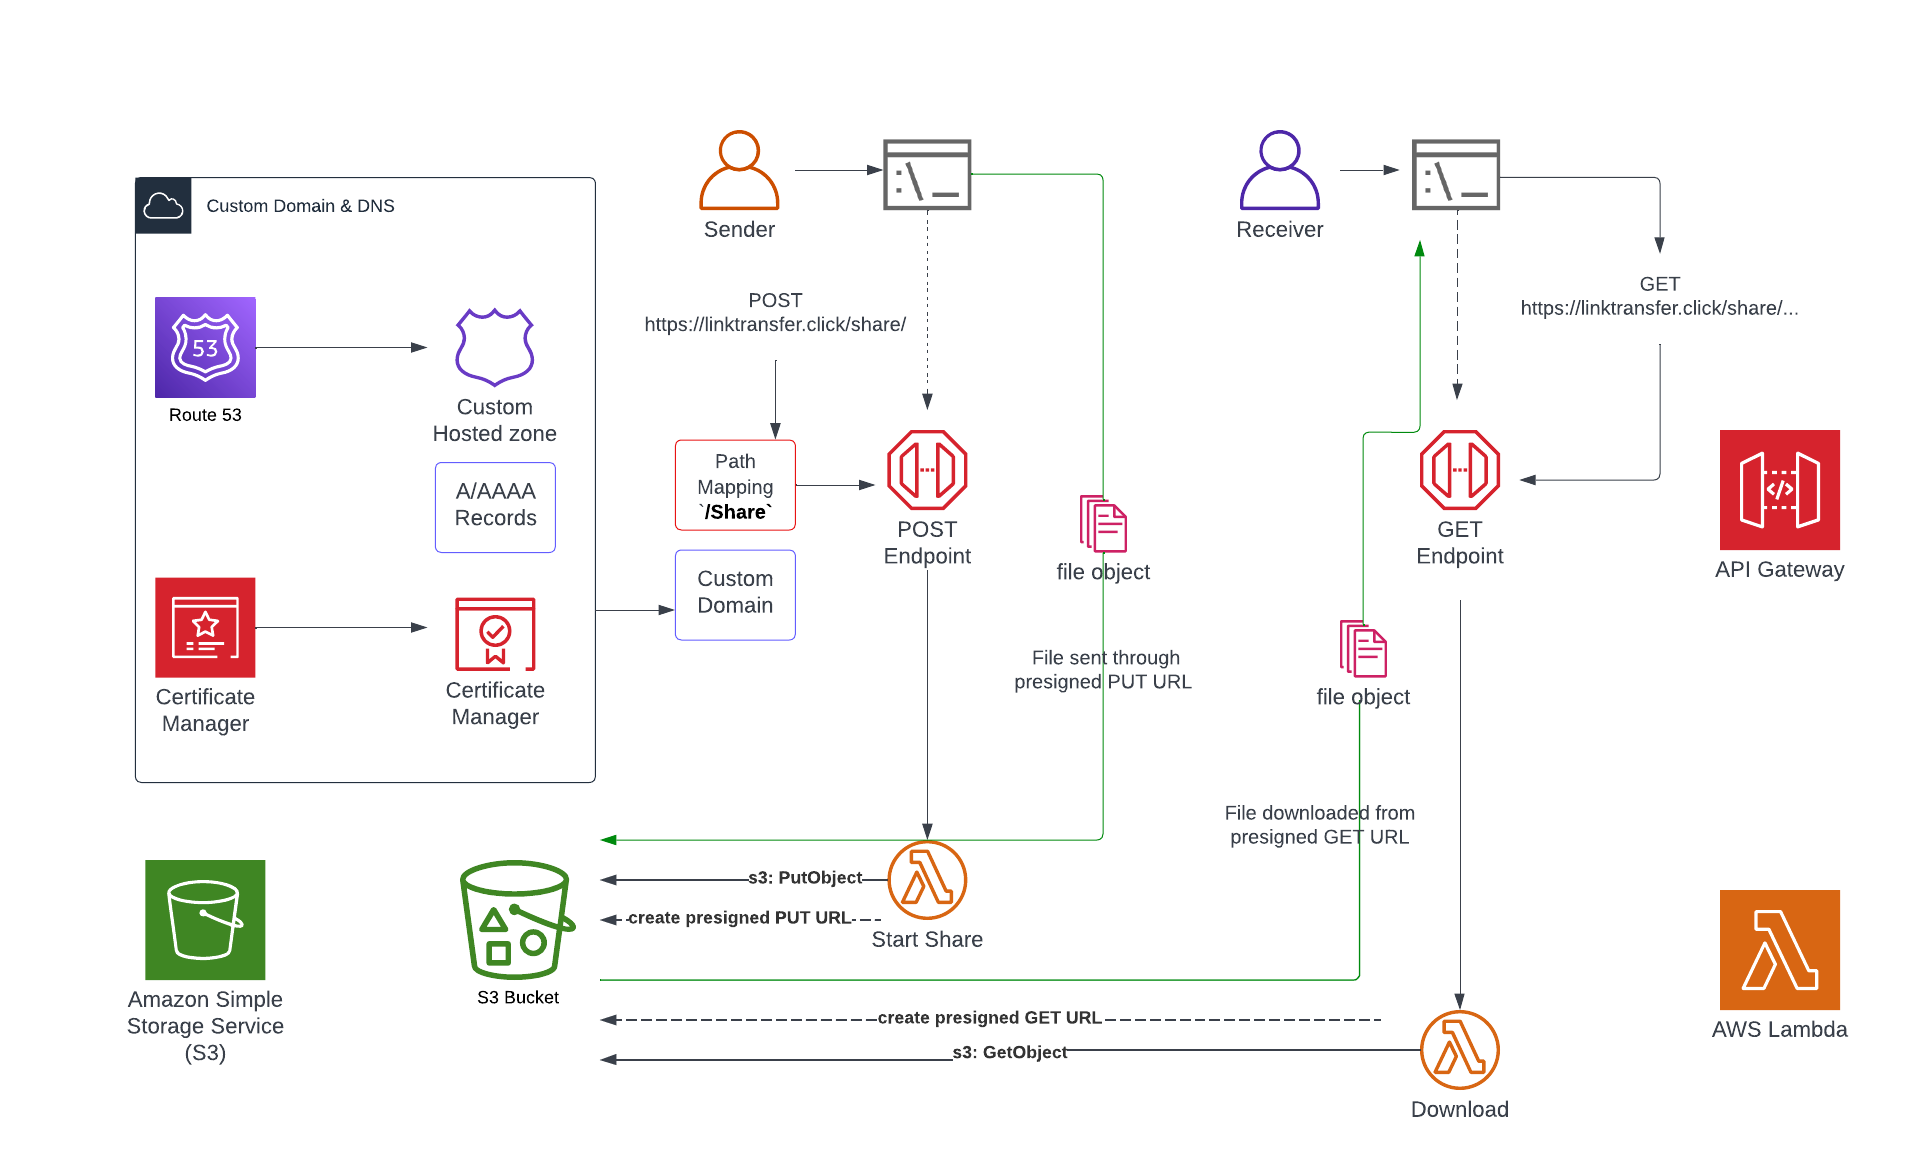 Custom Domain & DNS
53
Route 53
Custom
Hosted zone
A/AAAA
Records
Certificate
Manager
Certificate
Manager
Sender
:\_
POST
https://linktransfer.click/share/
Path
Mapping
`/Share`
Custom
Domain
POST
Endpoint
file object
File sent through
presigned PUT URL
Receiver
:\_
GET
https://linktransfer.click/share/...
GET
Endpoint
</>
API Gateway
file object
File downloaded from
presigned GET URL
Amazon Simple
Storage Service
(S3)
S3 Bucket
s3: PutObject
create presigned PUT URL
Start Share
create presigned GET URL
s3: GetObject
Download
AWS Lambda